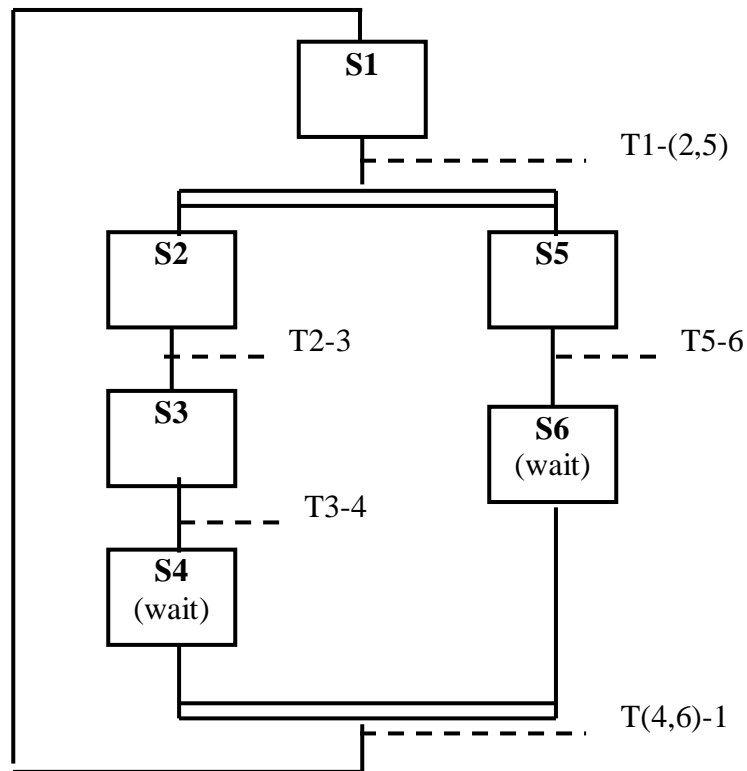 S1
T1-(2,5)
S2
S5
T2-3
T5-6
S3
S6
(wait)
T3-4
S4
(wait)
T(4,6)-1